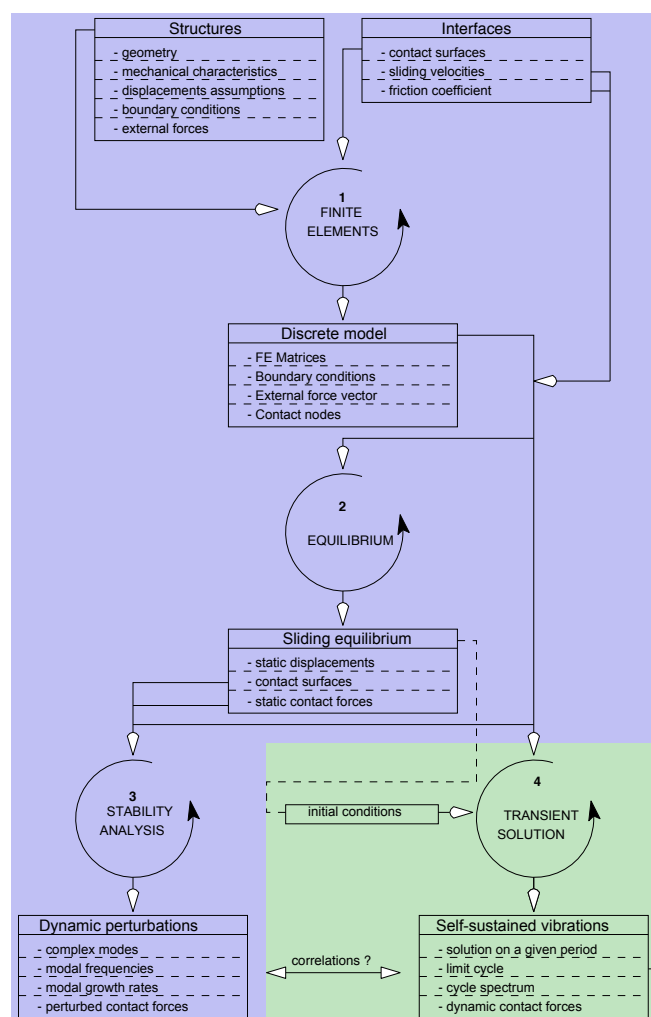 Structures
- geometry
- mechanical characteristics
- displacements assumptions
- boundary conditions
- external forces
Interfaces
- contact surfaces
- sliding velocities
- friction coefficient
1
FINITE
ELEMENTS
Discrete model
- FE Matrices
- Boundary conditions
- External force vector
- Contact nodes
2
EQUILIBRIUM
Sliding equilibrium
- static displacements
- contact surfaces
- static contact forces
3
STABILITY
ANALYSIS
initial conditions
4
TRANSIENT
SOLUTION
Dynamic perturbations
- complex modes
- modal frequencies
- modal growth rates
- perturbed contact forces
correlations ?
Self-sustained vibrations
- solution on a given period
- limit cycle
- cycle spectrum
- dynamic contact forces